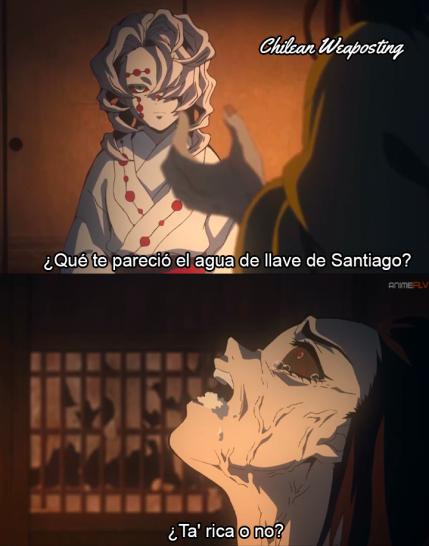 Chilean Weaposting
¿Qué te pareció el agua de llave de Santiago?
ANIMEFLV
¿Ta' rica o no?